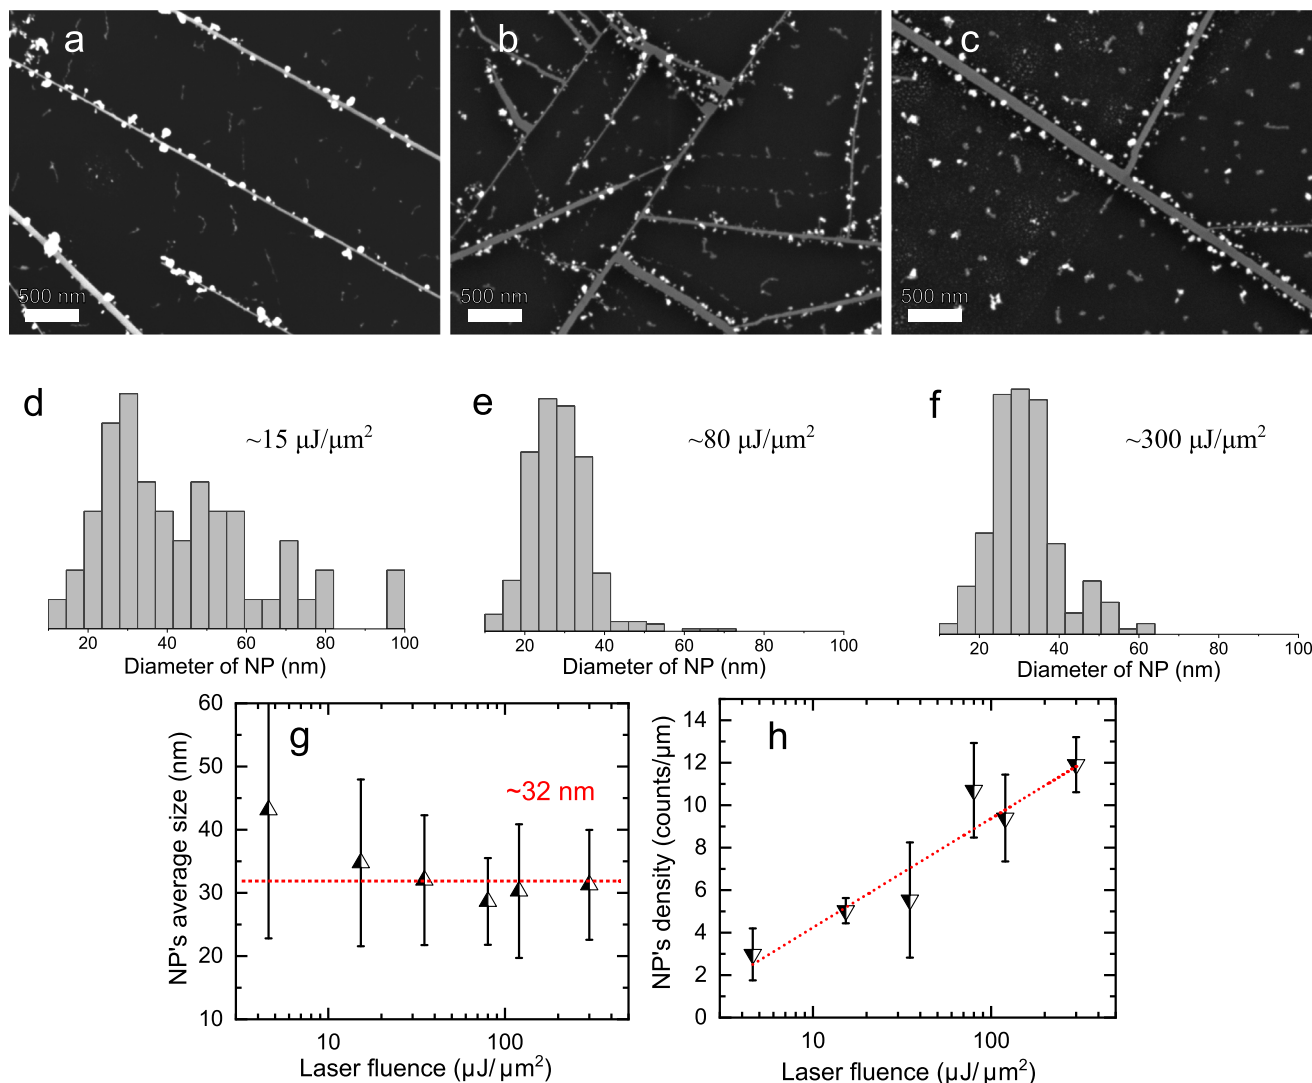 a
b
c
500 nm
500 nm
500 nm
d
~15 μJ/μm²
20
40
60
80
100
Diameter of NP (nm)
e
~80 μJ/μm²
20
40
60
80
100
Diameter of NP (nm)
f
~300 μJ/μm²
20
40
60
80
100
Diameter of NP (nm)
g
~32 nm
60
50
40
30
20
10
NP's average size (nm)
10
100
Laser fluence (μJ/μm²)
h
14
12
10
8
6
4
2
0
NP's density (counts/μm)
10
100
Laser fluence (μJ/μm²)